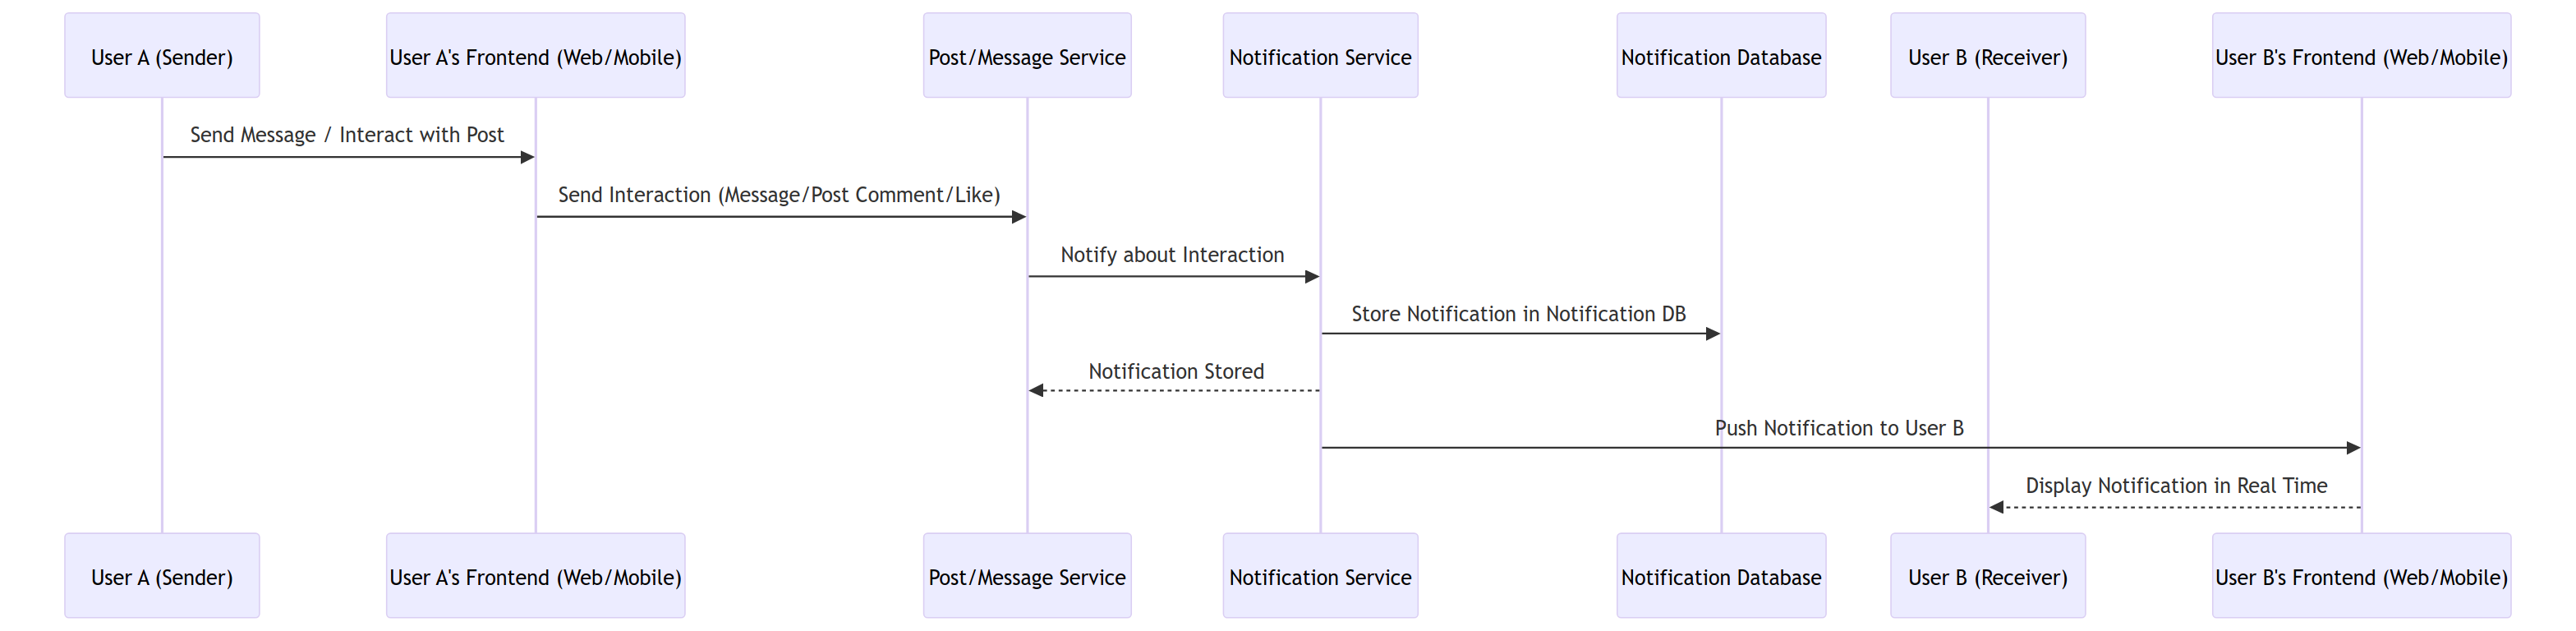 User A (Sender)
User A's Frontend (Web/Mobile)
Post/Message Service
Notification Service
Notification Database
User B (Receiver)
User B's Frontend (Web/Mobile)
Send Message / Interact with Post
Send Interaction (Message/Post Comment/Like)
Notify about Interaction
Store Notification in Notification DB
Notification Stored
Push Notification to User B
Display Notification in Real Time
User A (Sender)
User A's Frontend (Web/Mobile)
Post/Message Service
Notification Service
Notification Database
User B (Receiver)
User B's Frontend (Web/Mobile)